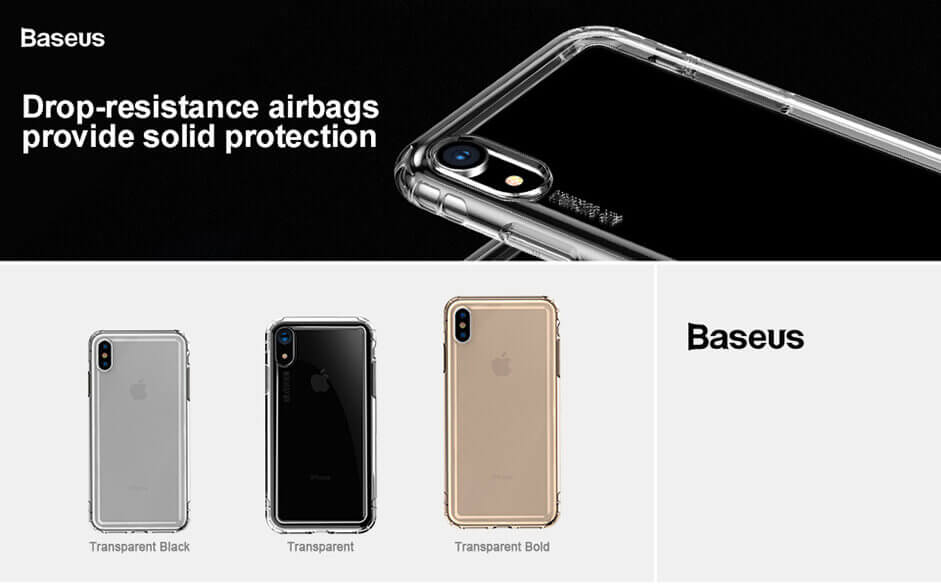 Baseus
Drop-resistance airbags
provide solid protection
Baseus
Transparent Black
Transparent
Transparent Bold